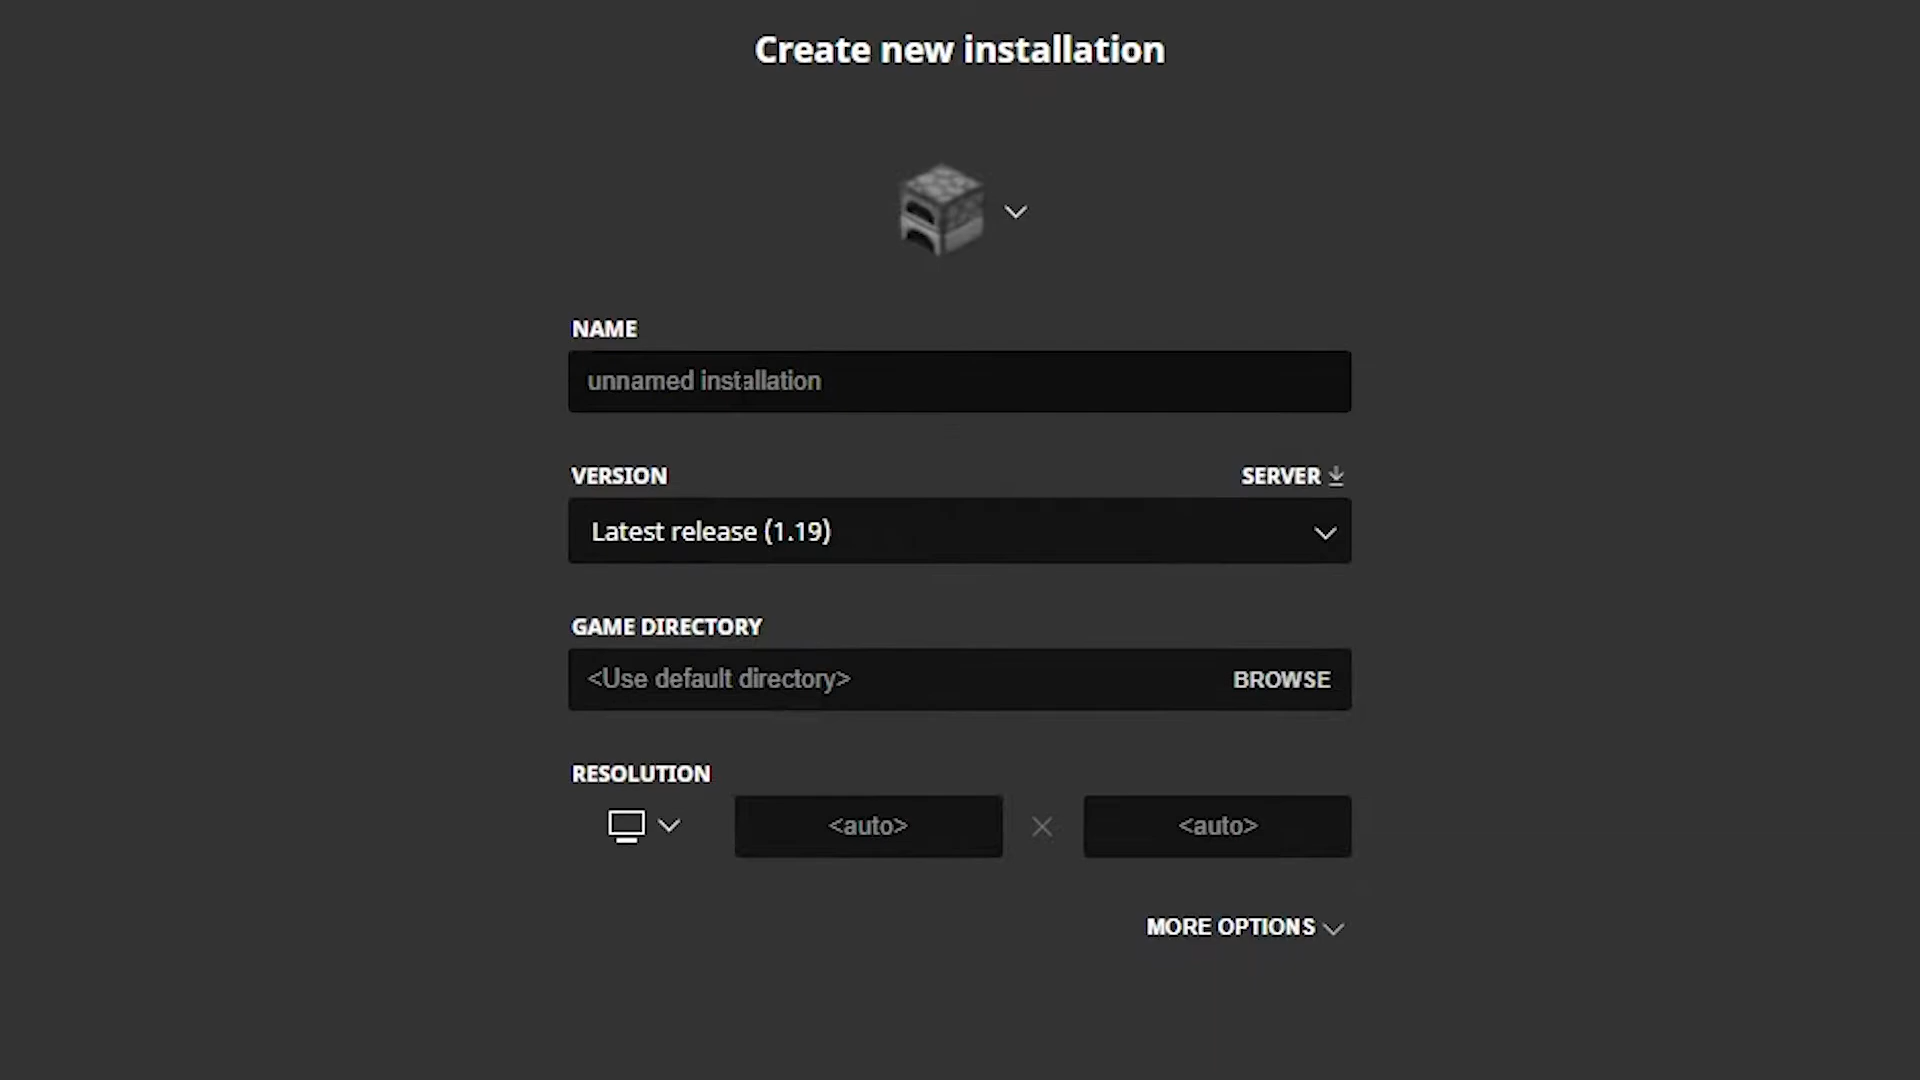 Create new installation
NAME
unnamed installation
VERSION
SERVER
Latest release (1.19)
GAME DIRECTORY
<Use default directory>
BROWSE
RESOLUTION
<auto>
<auto>
MORE OPTIONS